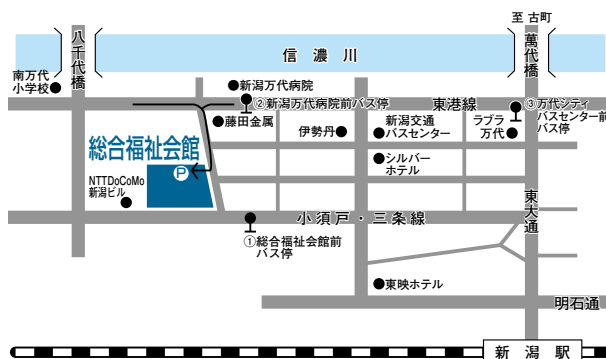 至 古町
八千代橋
信濃川
萬代橋
南万代
小学校
新潟万代病院
②新潟万代病院前バス停
東港線
③万代シティ
バスセンター前
バス停
藤田金属
伊勢丹
新潟交通
バスセンター
ラブラ
万代
総合福祉会館
P
シルバー
ホテル
NTTDoCoMo
新潟ビル
東大通
小須戸・三条線
①総合福祉会館前
バス停
東映ホテル
明石通
新潟駅